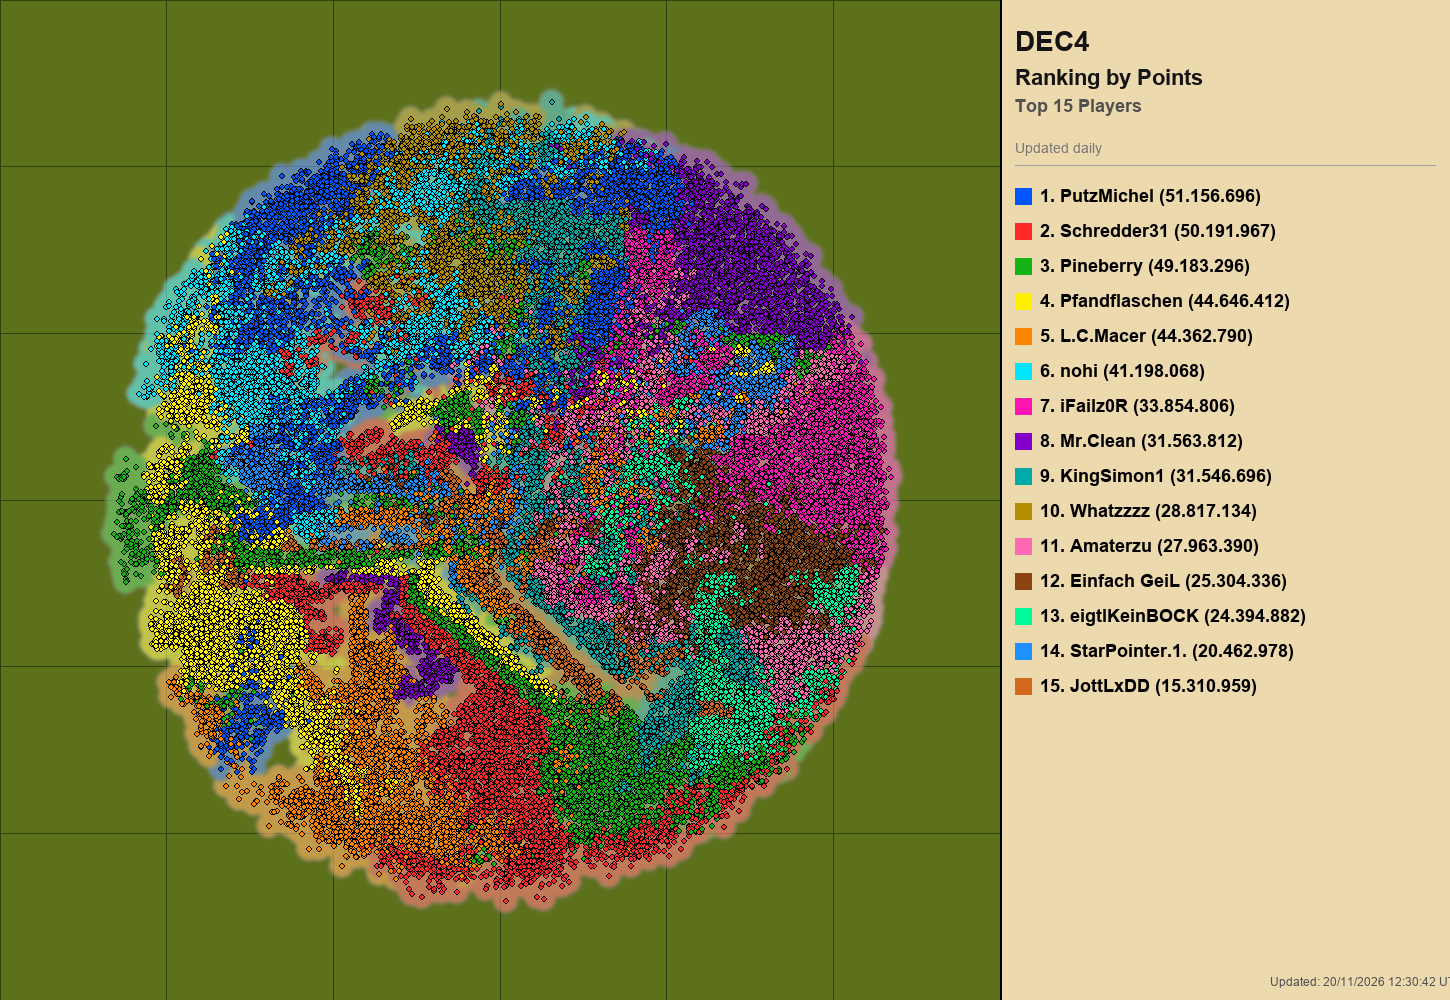 DEC4
Ranking by Points
Top 15 Players
Updated daily
1. PutzMichel (51.156.696)
2. Schredder31 (50.191.967)
3. Pineberry (49.183.296)
4. Pfandflaschen (44.646.412)
5. L.C.Macer (44.362.790)
6. nohi (41.198.068)
7. iFailz0R (33.854.806)
8. Mr.Clean (31.563.812)
9. KingSimon1 (31.546.696)
10. Whatzzzz (28.817.134)
11. Amaterzu (27.963.390)
12. Einfach GeiL (25.304.336)
13. eigtlKeinBOCK (24.394.882)
14. StarPointer.1. (20.462.978)
15. JottLxDD (15.310.959)
Updated: 20/11/2026 12:30:42 U